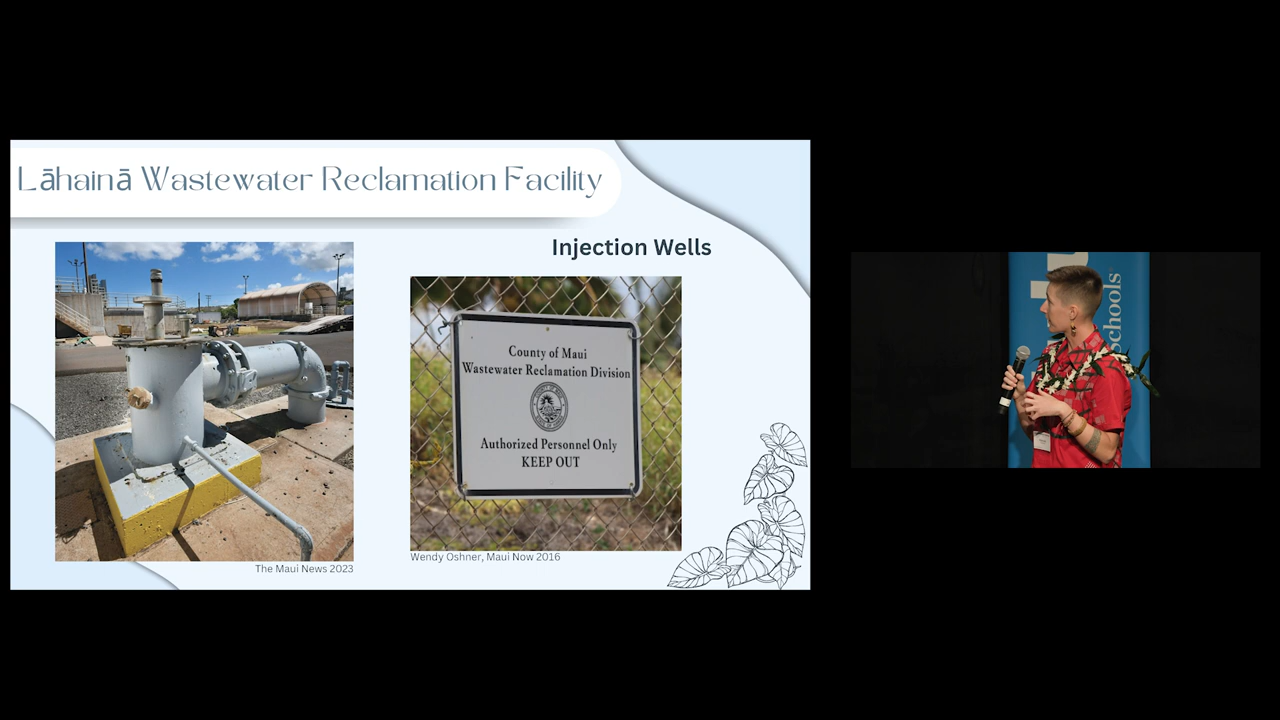 Lāhainā Wastewater Reclamation Facility
Injection Wells
County of Maui
Wastewater Reclamation Division
Authorized Personnel Only
KEEP OUT
The Maui News 2023
Wendy Oshner, Maui Now 2016
Schools